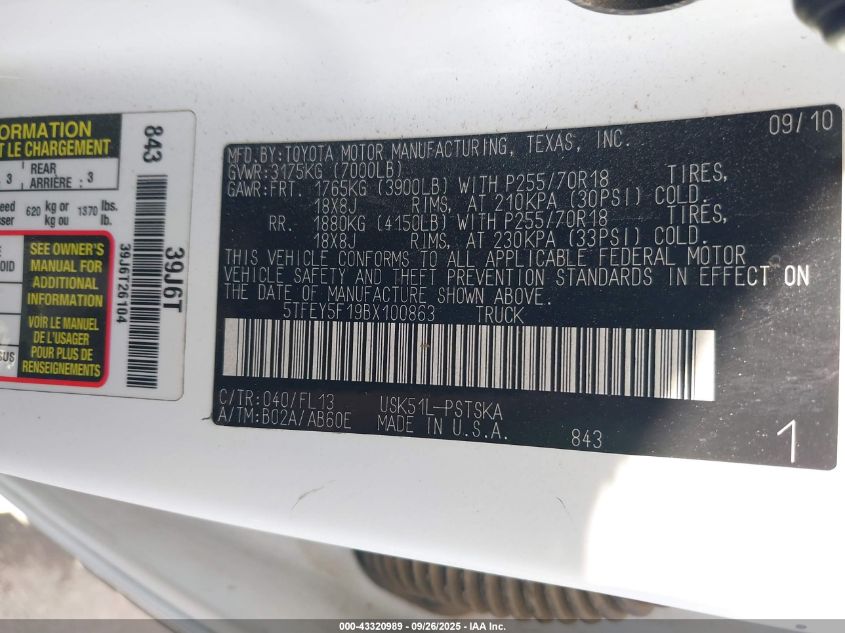 ORMATION
T LE CHARGEMENT
3
REAR
ARRIÈRE : 3
620 kg or
kg ou
1370 lbs.
lb.
SEE OWNER'S
MANUAL FOR
ADDITIONAL
INFORMATION
VOIR LE MANUEL
DE L'USAGER
POUR PLUS DE
RENSEIGNEMENTS
843
39J6T
39J6T26104
09/10
MFD.BY:TOYOTA MOTOR MANUFACTURING, TEXAS, INC.
GVWR:3175KG (7000LB)
GAWR:FRT. 1765KG (3900LB) WITH P255/70R18 TIRES,
18X8J RIMS, AT 210KPA (30PSI) COLD.
RR. 1880KG (4150LB) WITH P255/70R18 TIRES,
18X8J RIMS, AT 230KPA (33PSI) COLD.
THIS VEHICLE CONFORMS TO ALL APPLICABLE FEDERAL MOTOR
VEHICLE SAFETY AND THEFT PREVENTION STANDARDS IN EFFECT ON
THE DATE OF MANUFACTURE SHOWN ABOVE.
5TFEY5F19BX100863 TRUCK
C/TR:040/FL13 USK51L-PSTSKA
A/TM:B02A/AB60E MADE IN U.S.A.
843
1
000-43320989 - 09/26/2025 - IAA Inc.